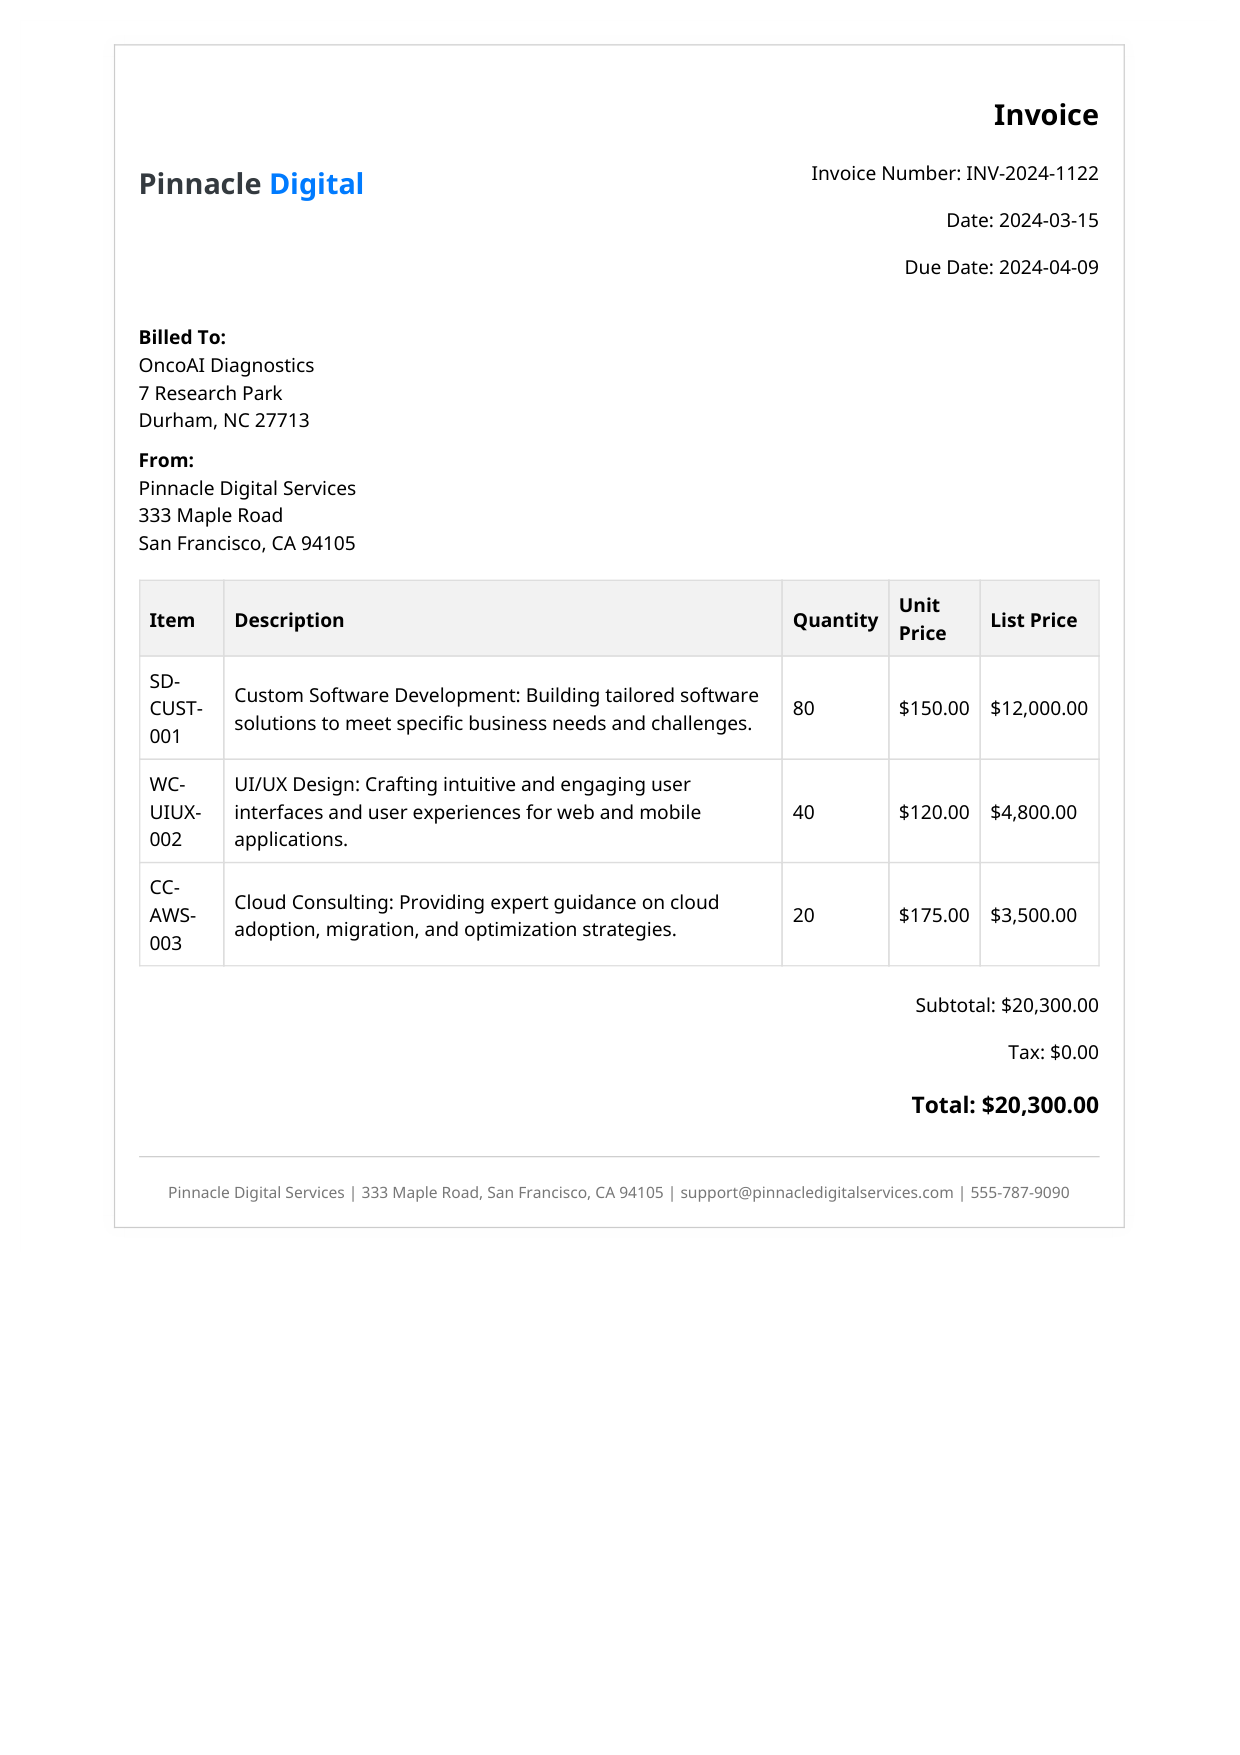 Invoice
Pinnacle Digital
Invoice Number: INV-2024-1122
Date: 2024-03-15
Due Date: 2024-04-09
Billed To:
OncoAI Diagnostics
7 Research Park
Durham, NC 27713
From:
Pinnacle Digital Services
333 Maple Road
San Francisco, CA 94105
Item Description Quantity Unit Price List Price
SD-CUST-001 Custom Software Development: Building tailored software solutions to meet specific business needs and challenges. 80 $150.00 $12,000.00
WC-UIUX-002 UI/UX Design: Crafting intuitive and engaging user interfaces and user experiences for web and mobile applications. 40 $120.00 $4,800.00
CC-AWS-003 Cloud Consulting: Providing expert guidance on cloud adoption, migration, and optimization strategies. 20 $175.00 $3,500.00
Subtotal: $20,300.00
Tax: $0.00
Total: $20,300.00
Pinnacle Digital Services | 333 Maple Road, San Francisco, CA 94105 | support@pinnacledigitalservices.com | 555-787-9090